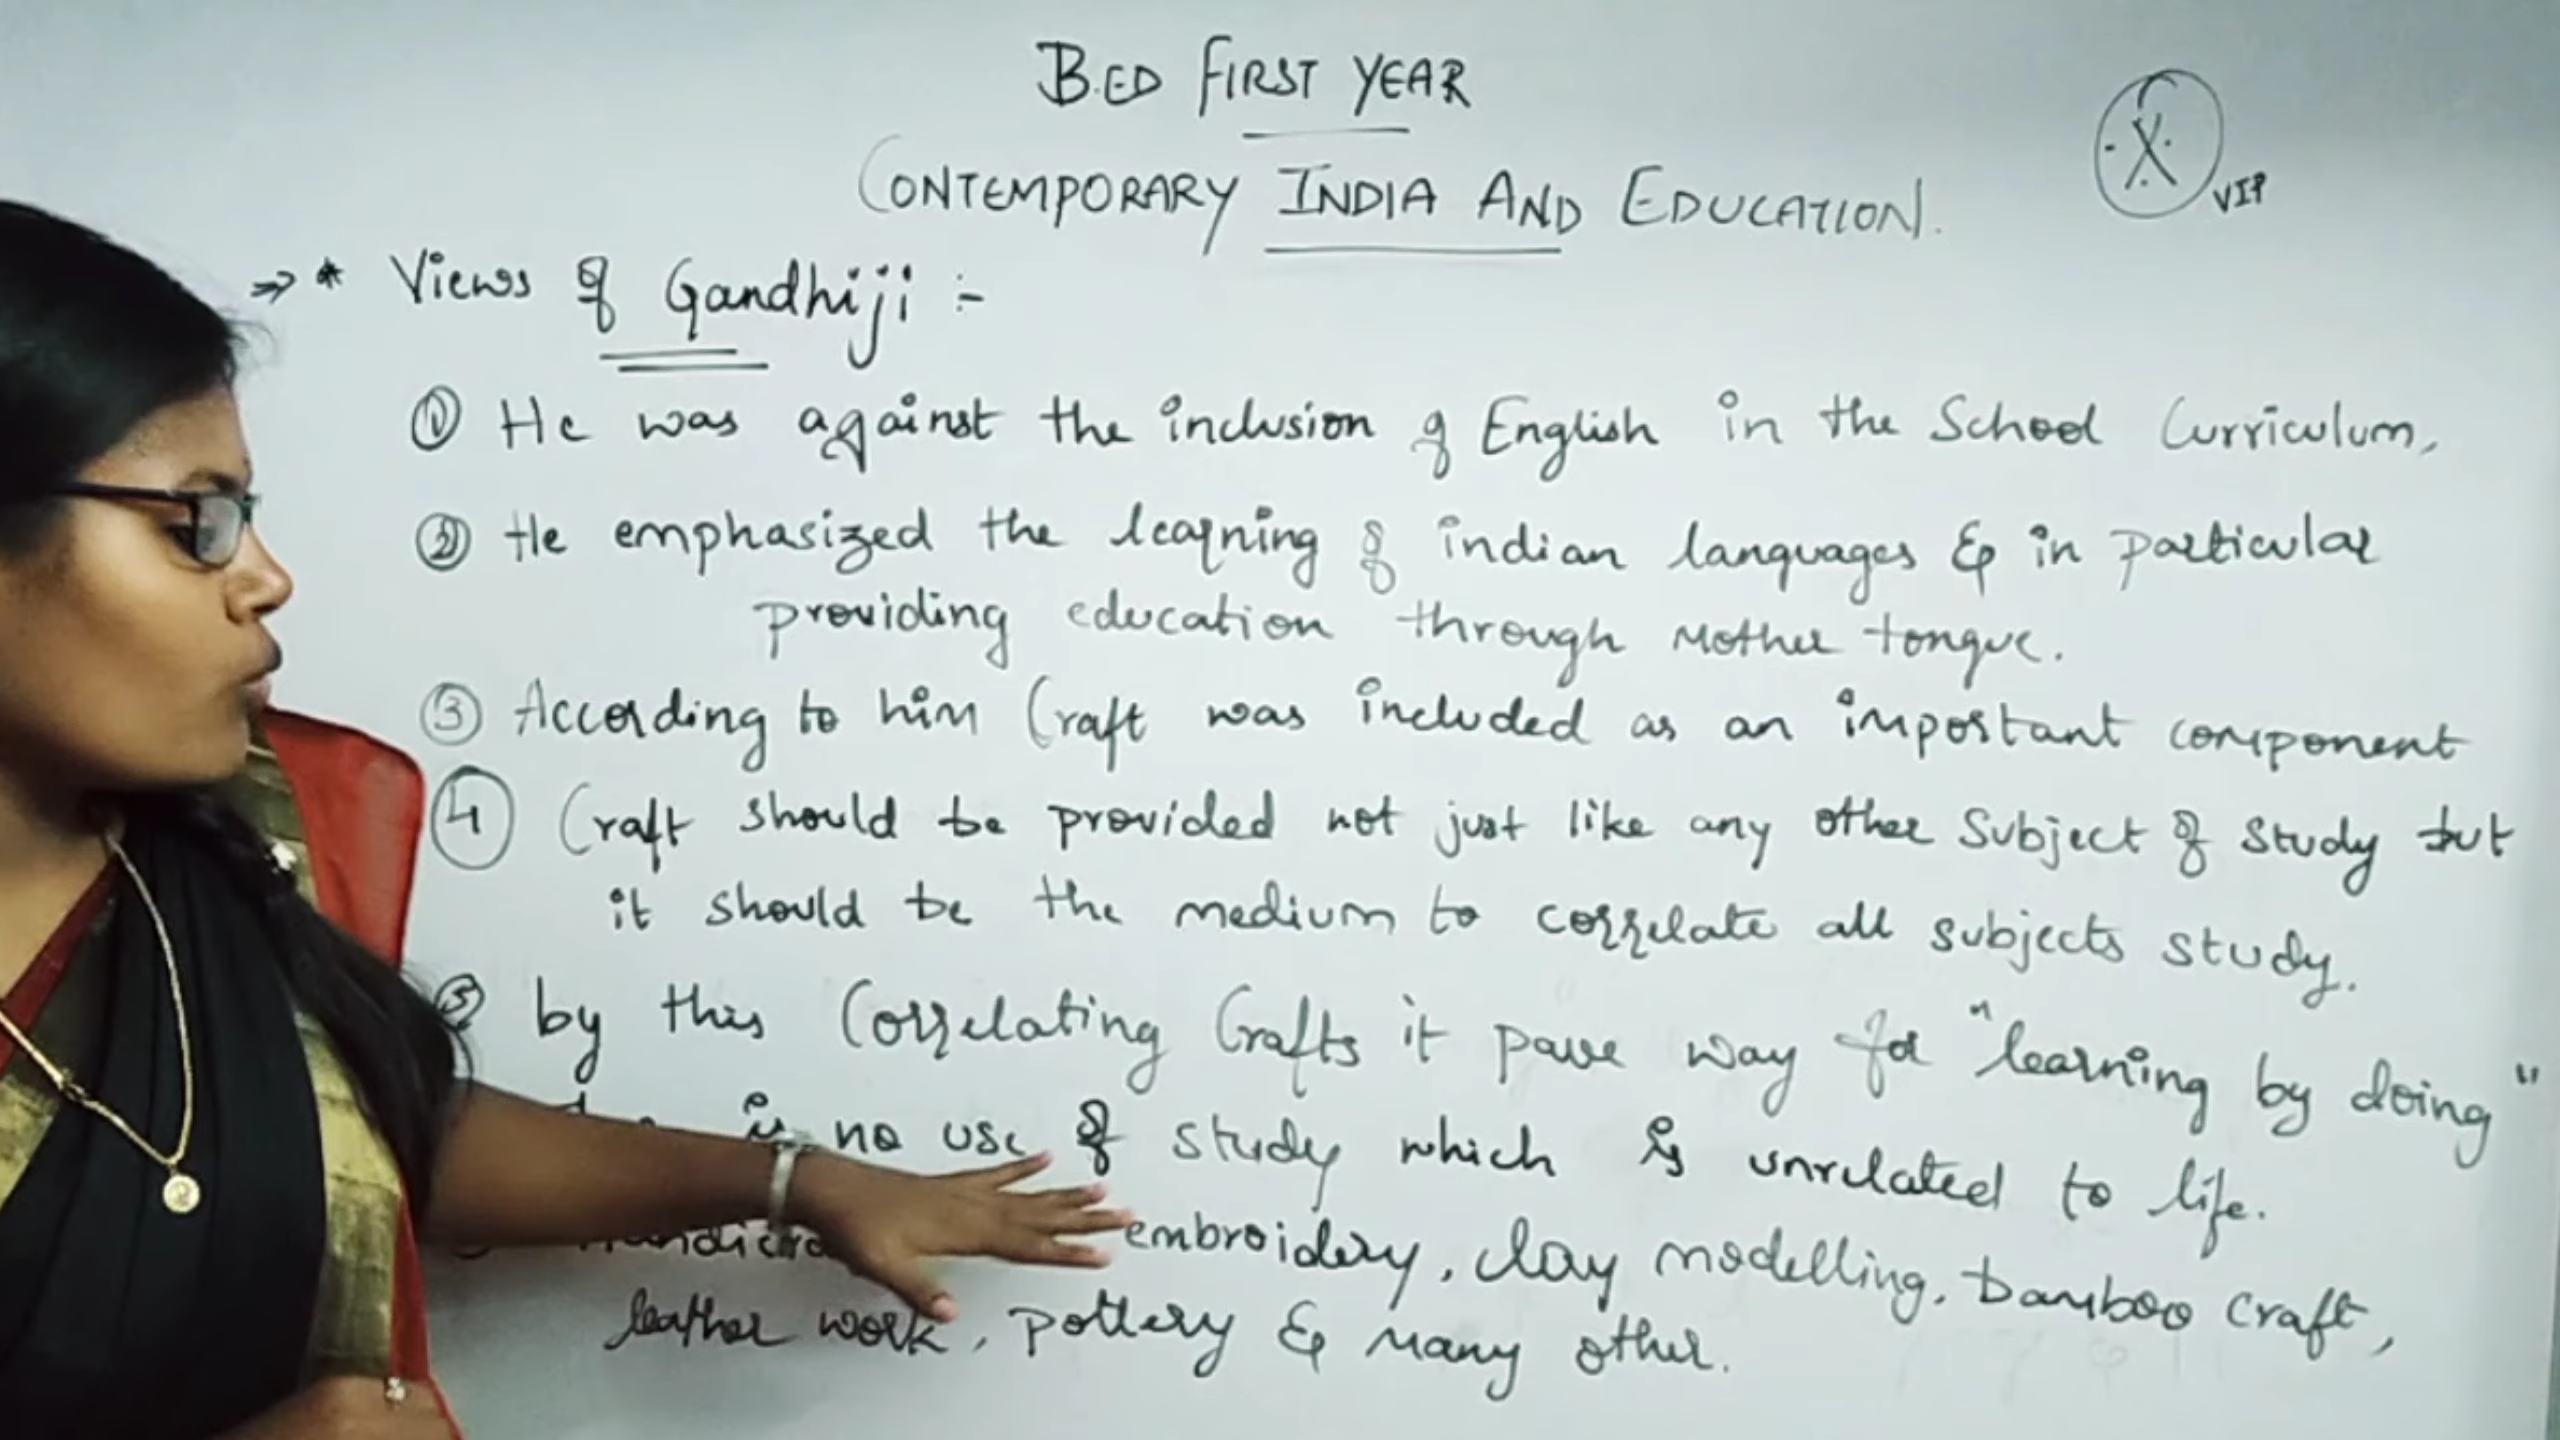 B.ED FIRST YEAR
CONTEMPORARY INDIA AND EDUCATION.
X
VIP
⇒ * Views of Gandhiji :-
① He was against the inclusion of English in the School Curriculum,
② He emphasized the learning of indian languages & in particular
providing education through Mother tongue.
③ According to him Craft was included as an important component
④ Craft should be provided not just like any other Subject of Study but
it should be the medium to correlate all subjects study.
⑤ by this Correlating Crafts it pave way for "learning by doing"
is no use of study which is unrelated to life.
embroidery, clay modelling, bamboo craft,
leather work, pottery & Many other.